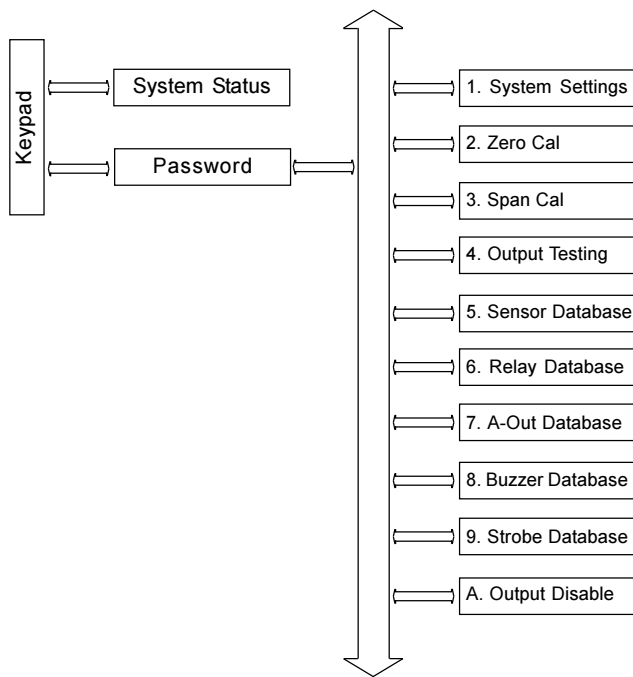 Keypad
System Status
Password
1. System Settings
2. Zero Cal
3. Span Cal
4. Output Testing
5. Sensor Database
6. Relay Database
7. A-Out Database
8. Buzzer Database
9. Strobe Database
A. Output Disable